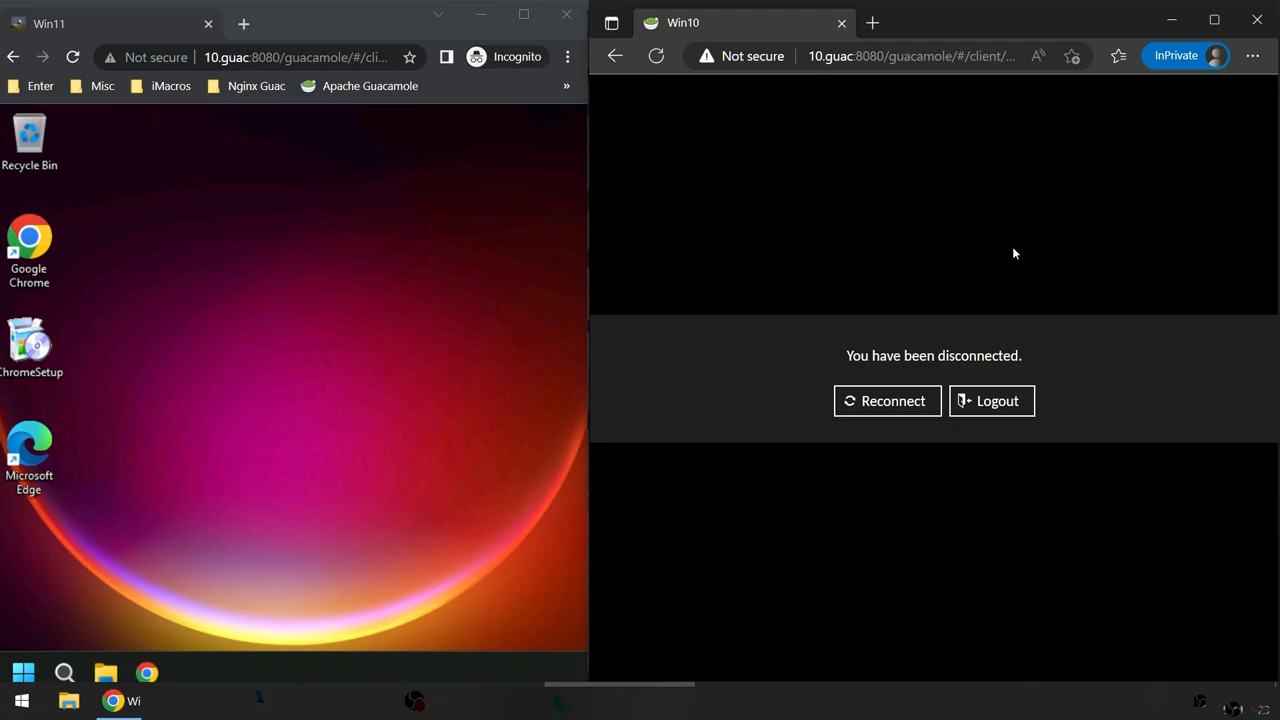 Win11
Not secure
10.guac:8080/guacamole/#/cli...
Incognito
Enter
Misc
iMacros
Nginx Guac
Apache Guacamole
»
Recycle Bin
Google
Chrome
ChromeSetup
Microsoft
Edge
Win10
Not secure
10.guac:8080/guacamole/#/client/...
InPrivate
You have been disconnected.
Reconnect
Logout
Wi